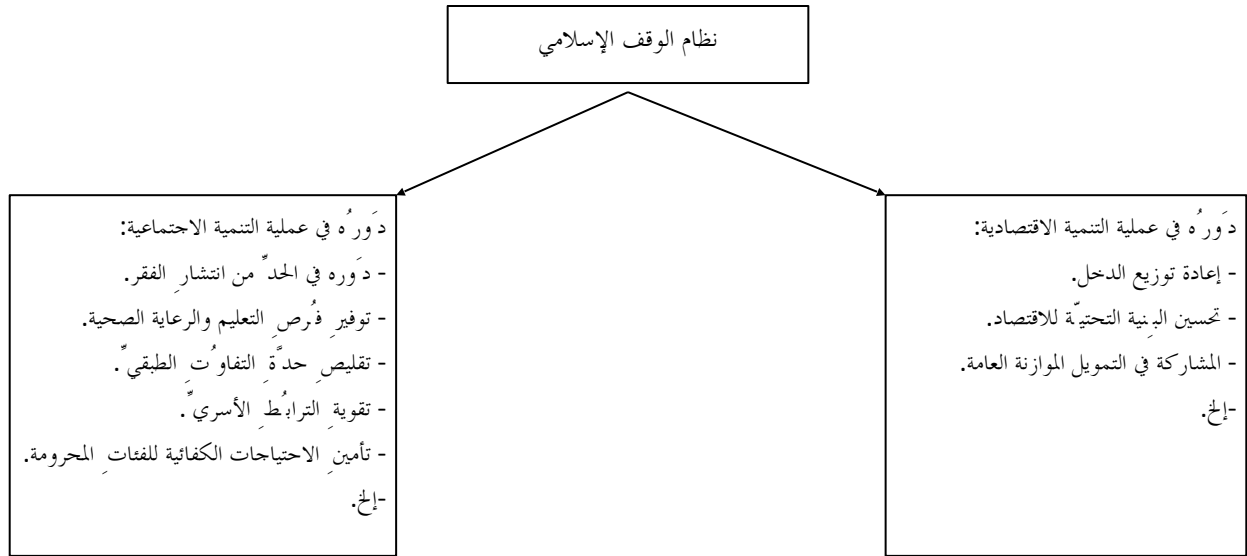 نظام الوقف الإسلامي
دَورُه في عملية التنمية الاقتصادية:
- إعادة توزيع الدخل.
- تحسين البِنية التحتيّة للاقتصاد.
- المشاركة في التمويل الموازنة العامة.
-إلخ.
دَورُه في عملية التنمية الاجتماعية:
- دَوره في الحدِّ من انتشارِ الفقر.
- توفيرِ فُرصِ التعليم والرعاية الصحية.
- تقليصِ حدَّةِ التفاوُتِ الطبقيِّ.
- تقويةِ الترابُطِ الأسريِّ.
- تأمينِ الاحتياجات الكفائية للفئاتِ المحرومة.
-إلخ.